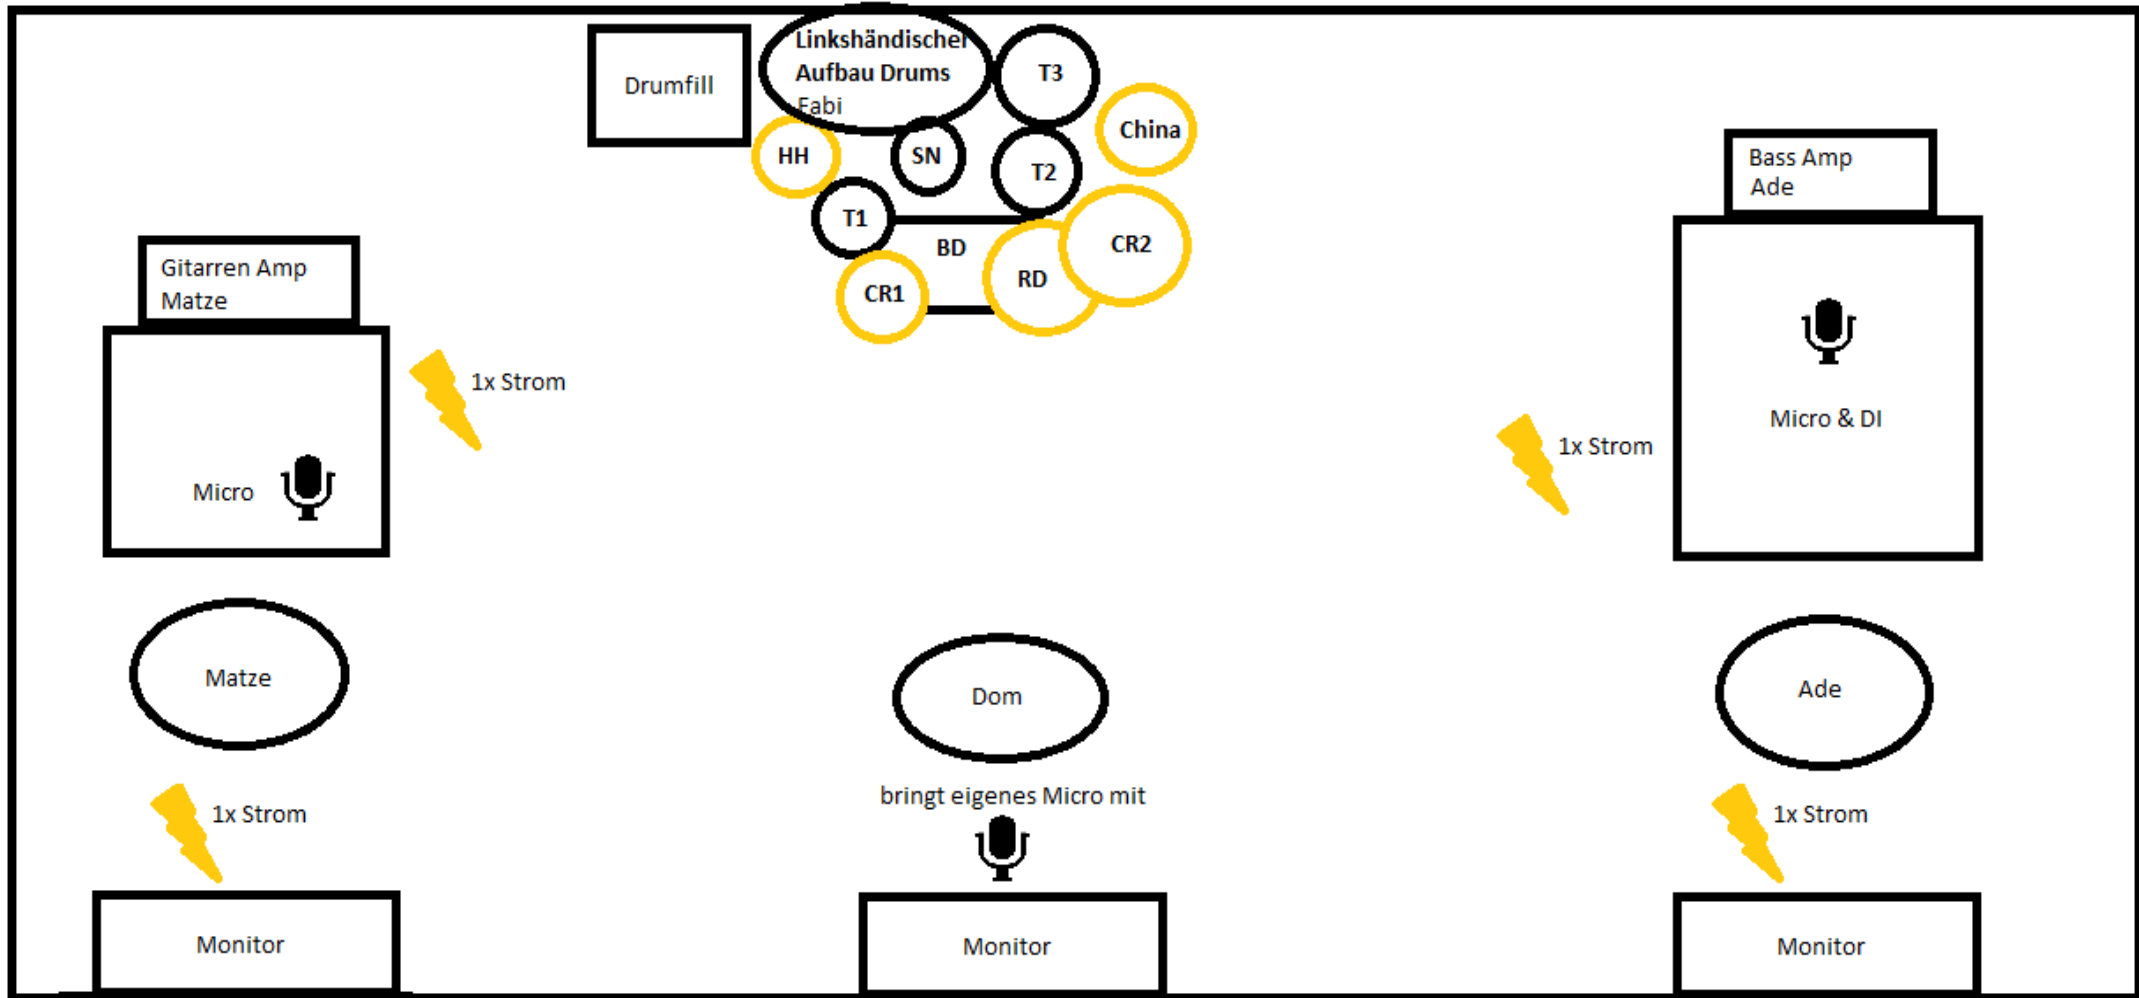 Linkshändischer
Aufbau Drums
Fabi
Drumfill
T3
China
HH
SN
T2
T1
BD
CR2
RD
CR1
Bass Amp
Ade
Gitarren Amp
Matze
1x Strom
Micro
Micro & DI
1x Strom
Matze
Dom
Ade
bringt eigenes Micro mit
1x Strom
1x Strom
Monitor
Monitor
Monitor